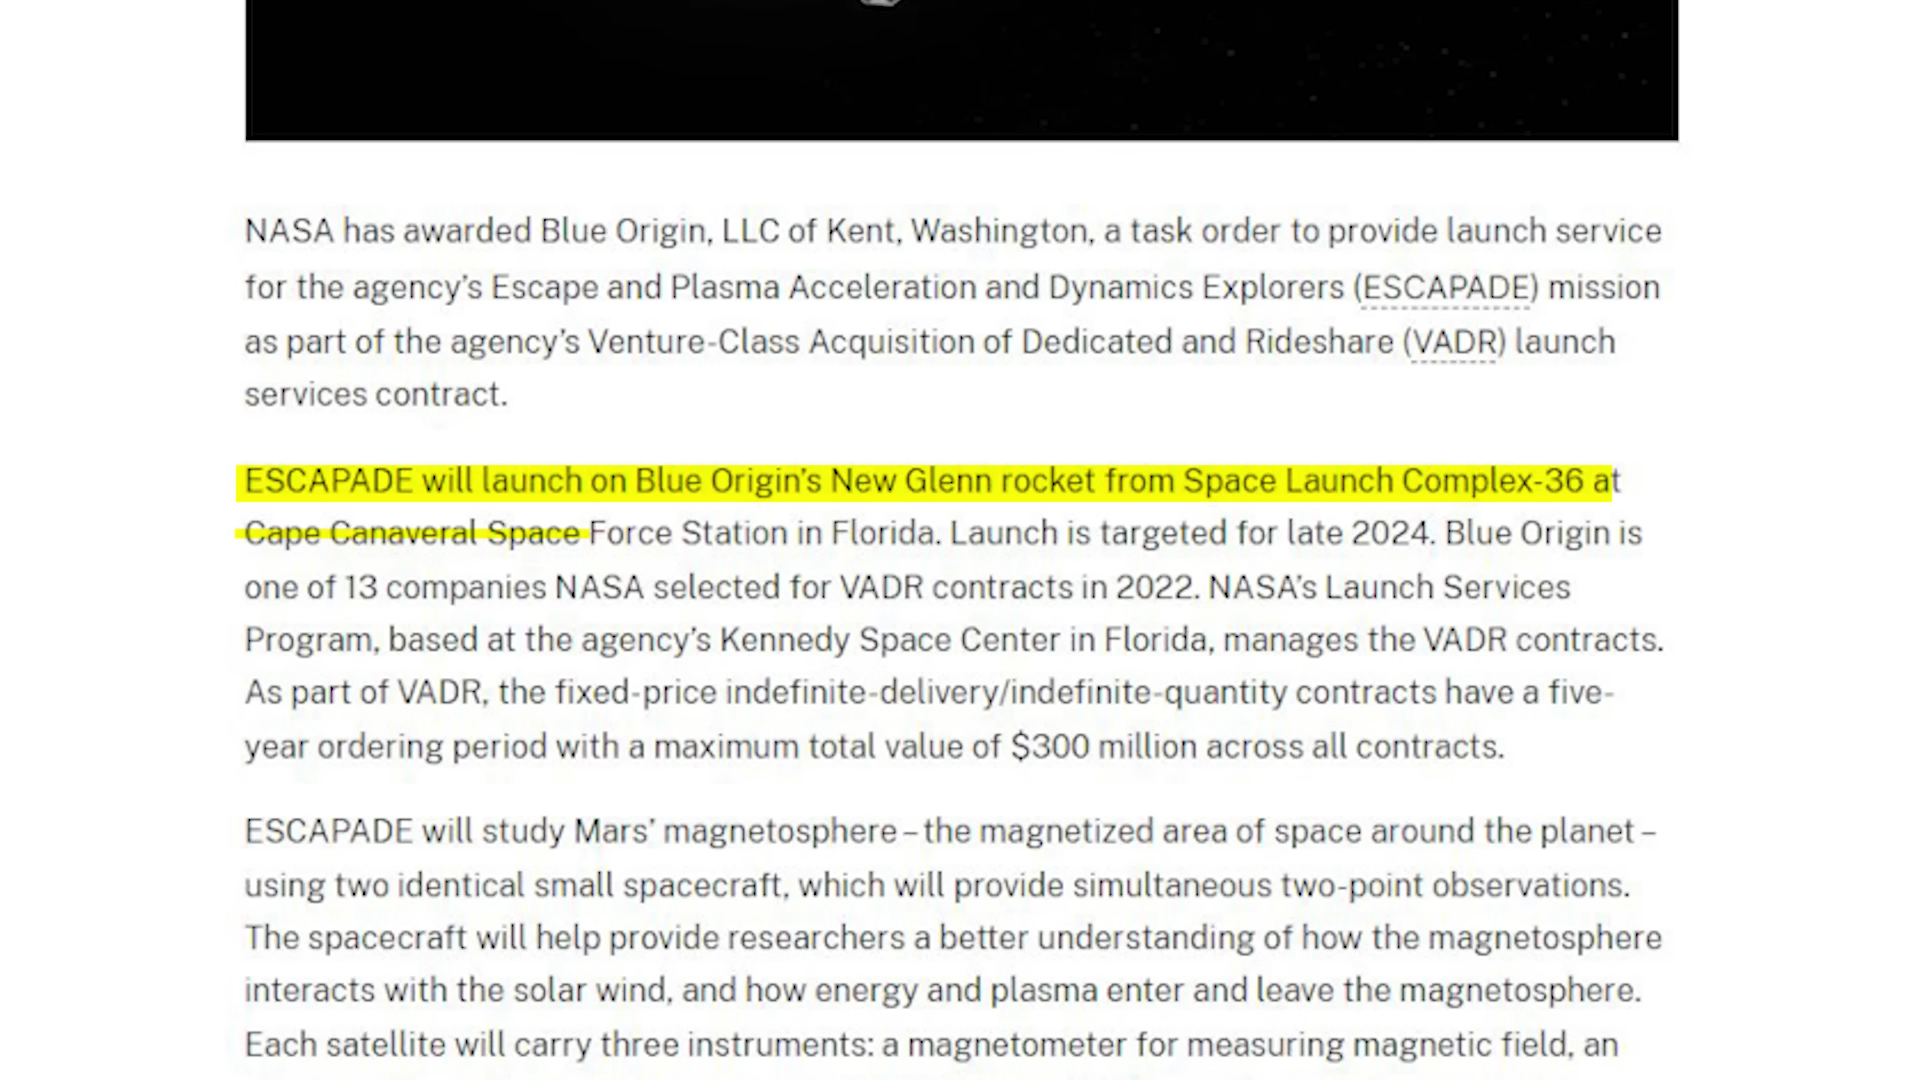 NASA has awarded Blue Origin, LLC of Kent, Washington, a task order to provide launch service
for the agency’s Escape and Plasma Acceleration and Dynamics Explorers (ESCAPADE) mission
as part of the agency’s Venture-Class Acquisition of Dedicated and Rideshare (VADR) launch
services contract.
ESCAPADE will launch on Blue Origin’s New Glenn rocket from Space Launch Complex-36 at
Cape Canaveral Space Force Station in Florida. Launch is targeted for late 2024. Blue Origin is
one of 13 companies NASA selected for VADR contracts in 2022. NASA’s Launch Services
Program, based at the agency’s Kennedy Space Center in Florida, manages the VADR contracts.
As part of VADR, the fixed-price indefinite-delivery/indefinite-quantity contracts have a five-
year ordering period with a maximum total value of $300 million across all contracts.
ESCAPADE will study Mars’ magnetosphere – the magnetized area of space around the planet –
using two identical small spacecraft, which will provide simultaneous two-point observations.
The spacecraft will help provide researchers a better understanding of how the magnetosphere
interacts with the solar wind, and how energy and plasma enter and leave the magnetosphere.
Each satellite will carry three instruments: a magnetometer for measuring magnetic field, an